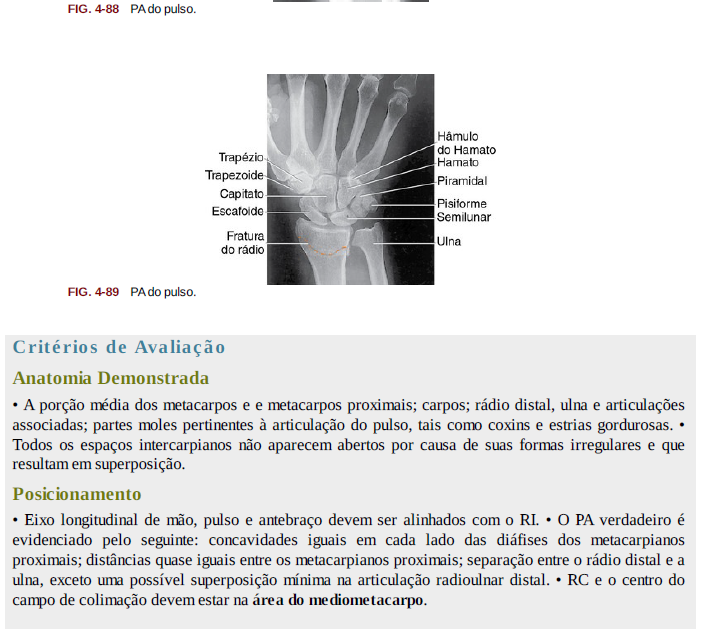 FIG. 4-88 PA do pulso.
Trapézio
Trapezoide
Capitato
Escafoide
Fratura
do rádio
Hâmulo
do Hamato
Hamato
Piramidal
Pisiforme
Semilunar
Ulna
FIG. 4-89 PA do pulso.
Critérios de Avaliação
Anatomia Demonstrada
• A porção média dos metacarpos e e metacarpos proximais; carpos; rádio distal, ulna e articulações
associadas; partes moles pertinentes à articulação do pulso, tais como coxins e estrias gordurosas. •
Todos os espaços intercarpianos não aparecem abertos por causa de suas formas irregulares e que
resultam em superposição.
Posicionamento
• Eixo longitudinal de mão, pulso e antebraço devem ser alinhados com o RI. • O PA verdadeiro é
evidenciado pelo seguinte: concavidades iguais em cada lado das diáfises dos metacarpianos
proximais; distâncias quase iguais entre os metacarpianos proximais; separação entre o rádio distal e a
ulna, exceto uma possível superposição mínima na articulação radioulnar distal. • RC e o centro do
campo de colimação devem estar na área do mediometacarpo.